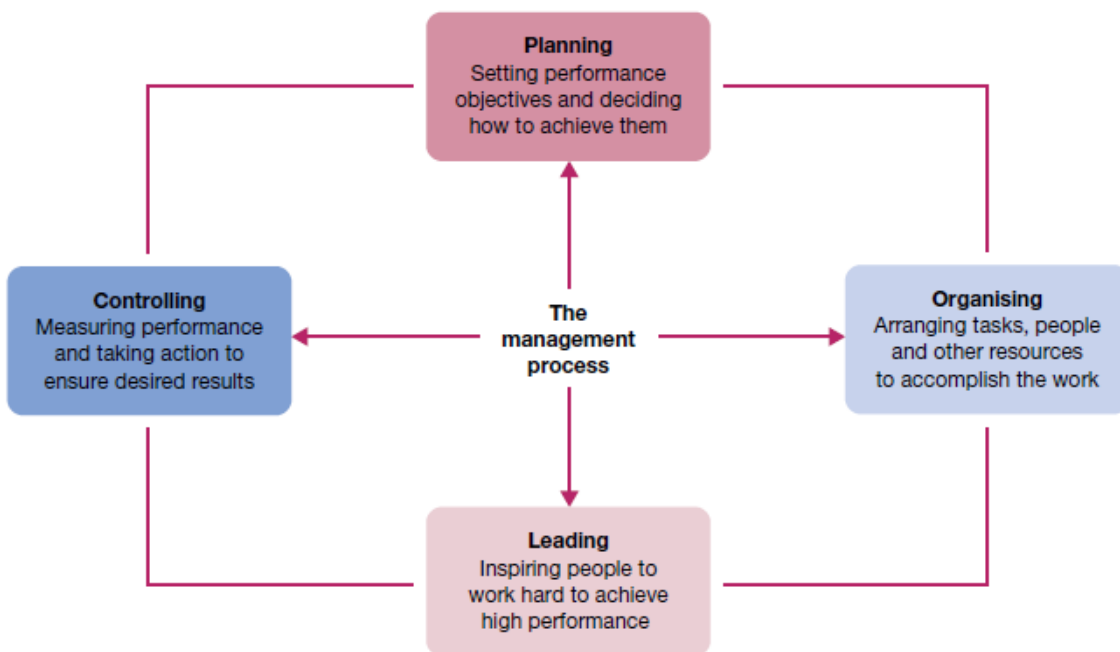 Planning
Setting performance
objectives and deciding
how to achieve them
Controlling
Measuring performance
and taking action to
ensure desired results
The
management
process
Organising
Arranging tasks, people
and other resources
to accomplish the work
Leading
Inspiring people to
work hard to achieve
high performance